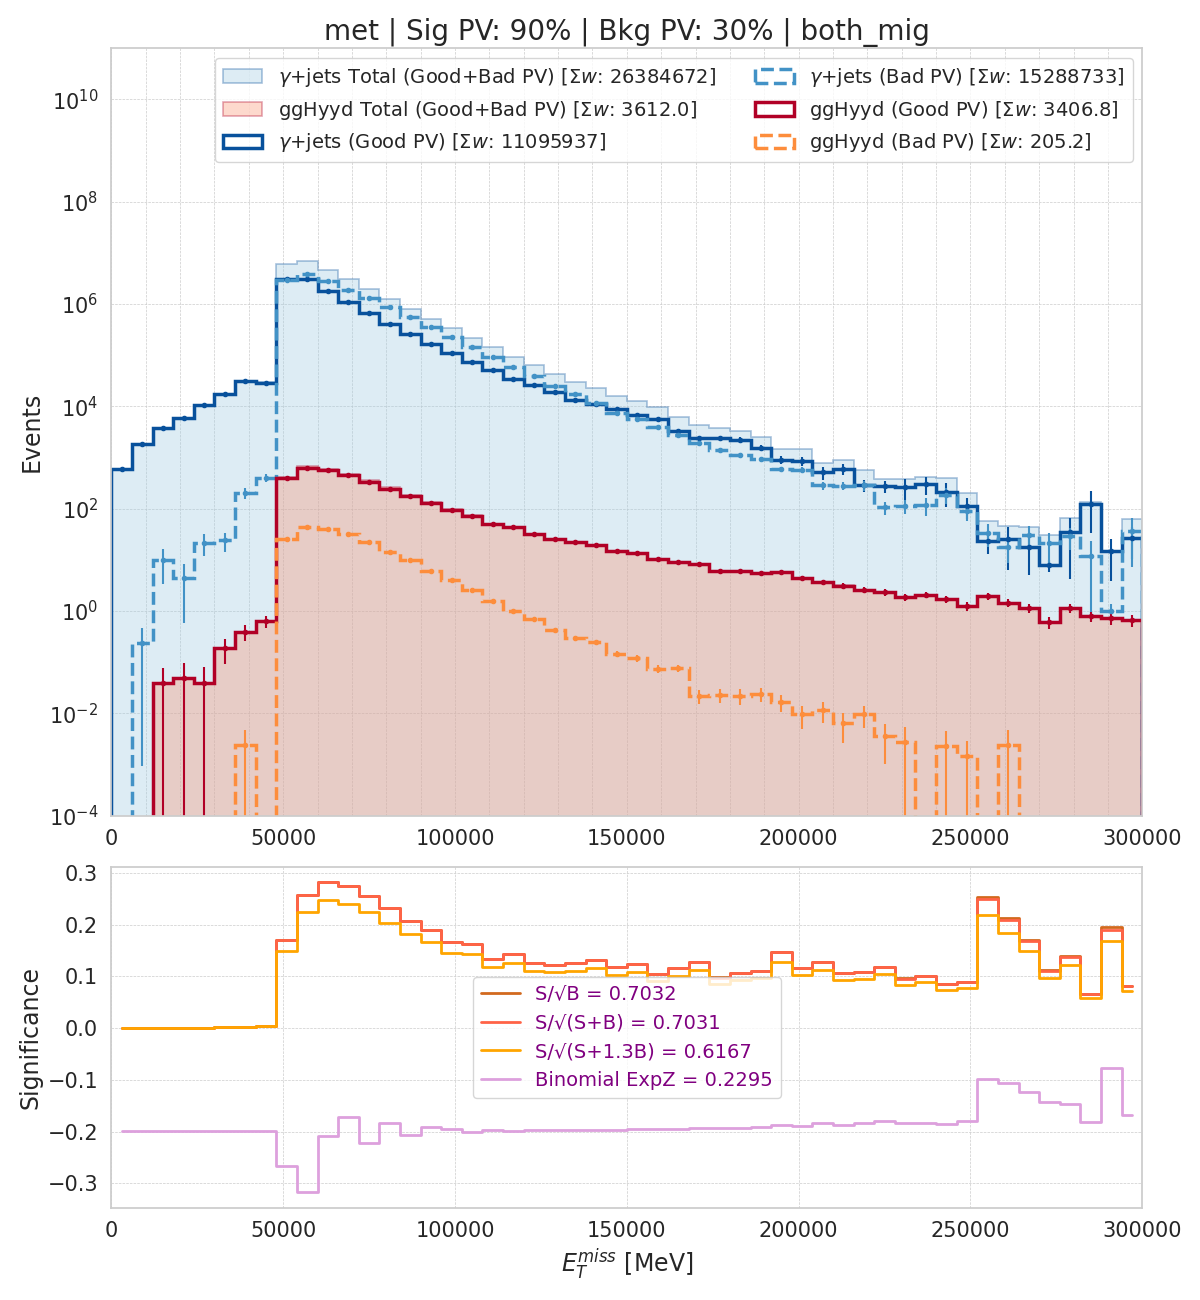 met | Sig PV: 90% | Bkg PV: 30% | both_mig
γ+jets Total (Good+Bad PV) [Σw: 26384672]
ggHyyd Total (Good+Bad PV) [Σw: 3612.0]
γ+jets (Good PV) [Σw: 11095937]
γ+jets (Bad PV) [Σw: 15288733]
ggHyyd (Good PV) [Σw: 3406.8]
ggHyyd (Bad PV) [Σw: 205.2]
Events
10^10
10^8
10^6
10^4
10^2
10^0
10^−2
10^−4
0 50000 100000 150000 200000 250000 300000
Significance
0.3
0.2
0.1
0.0
−0.1
−0.2
−0.3
S/√B = 0.7032
S/√(S+B) = 0.7031
S/√(S+1.3B) = 0.6167
Binomial ExpZ = 0.2295
0 50000 100000 150000 200000 250000 300000
E_T^miss [MeV]